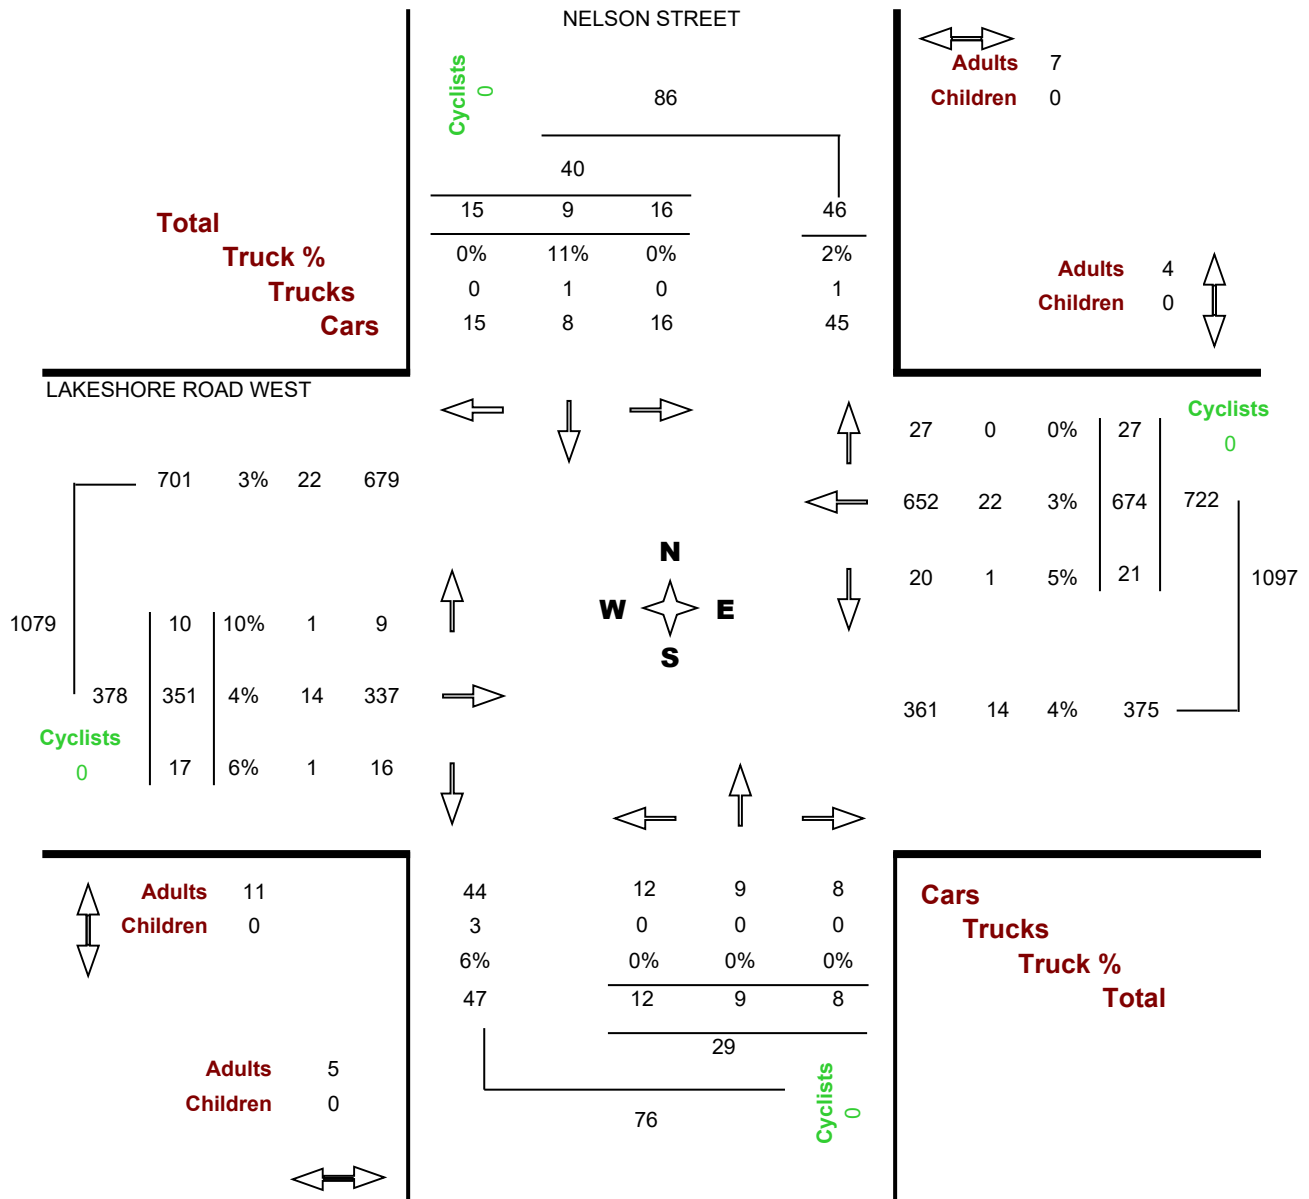 NELSON STREET
Cyclists
0
Adults 7
Children 0
86
40
15 9 16 46
Total
Truck %
Trucks
Cars
0% 11% 0% 2%
0 1 0 1
15 8 16 45
Adults 4
Children 0
LAKESHORE ROAD WEST
Cyclists
0
27 0 0% 27
701 3% 22 679
652 22 3% 674 722
N
W E
S
20 1 5% 21
1097
1079
10 10% 1 9
378 351 4% 14 337
361 14 4% 375
Cyclists
0
17 6% 1 16
Adults 11
Children 0
44 12 9 8
3 0 0 0
6% 0% 0% 0%
47 12 9 8
Cars
Trucks
Truck %
Total
29
Adults 5
Children 0
76
Cyclists
0